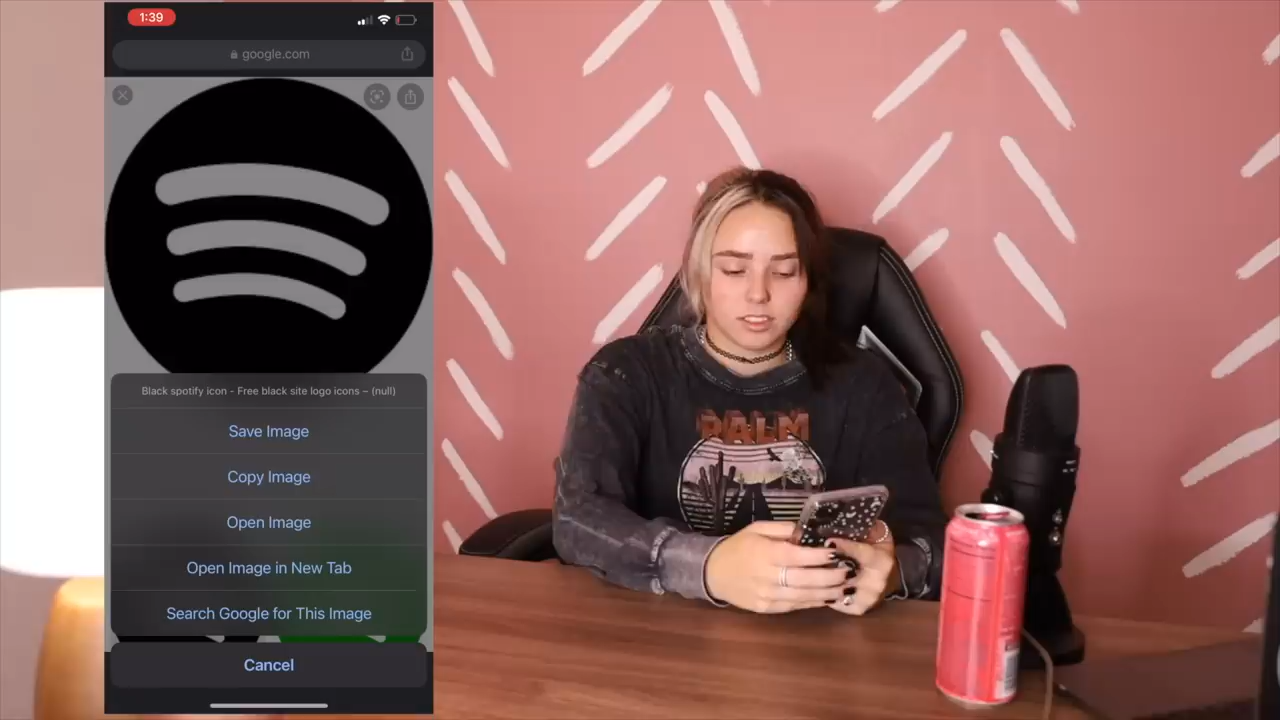 1:39
google.com
Black spotify icon - Free black site logo icons – (null)
Save Image
Copy Image
Open Image
Open Image in New Tab
Search Google for This Image
Cancel
PALM